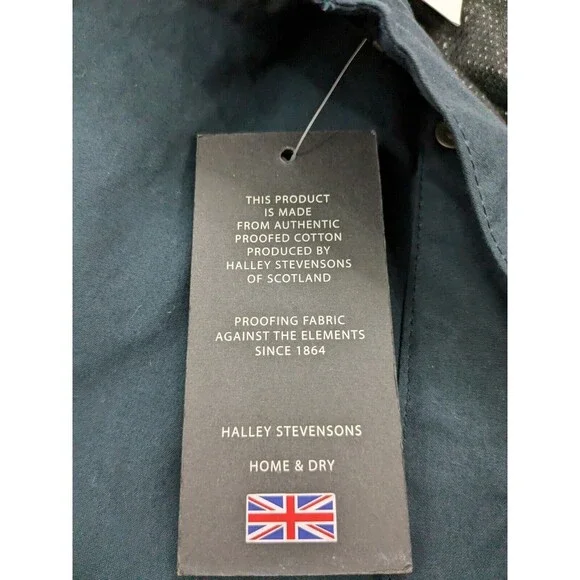 THIS PRODUCT
IS MADE
FROM AUTHENTIC
PROOFED COTTON
PRODUCED BY
HALLEY STEVENSONS
OF SCOTLAND
PROOFING FABRIC
AGAINST THE ELEMENTS
SINCE 1864
HALLEY STEVENSONS
HOME & DRY